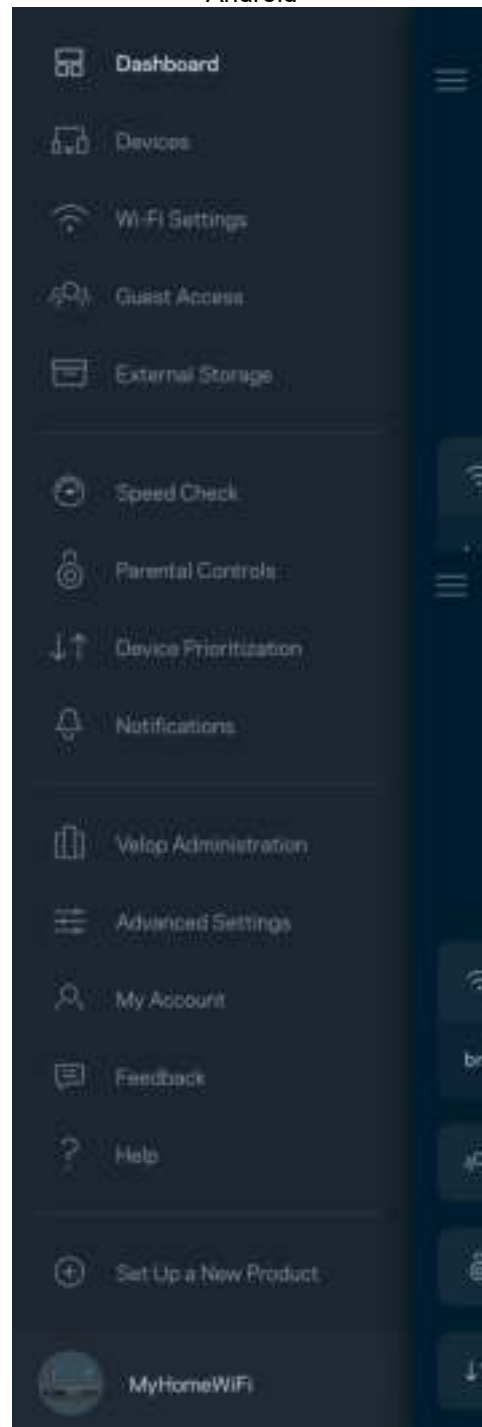 Android
Dashboard
Devices
Wi-Fi Settings
Guest Access
External Storage
Speed Check
Parental Controls
Device Prioritization
Notifications
Velop Administration
Advanced Settings
My Account
Feedback
? Help
Set Up a New Product
MyHomeWiFi
br